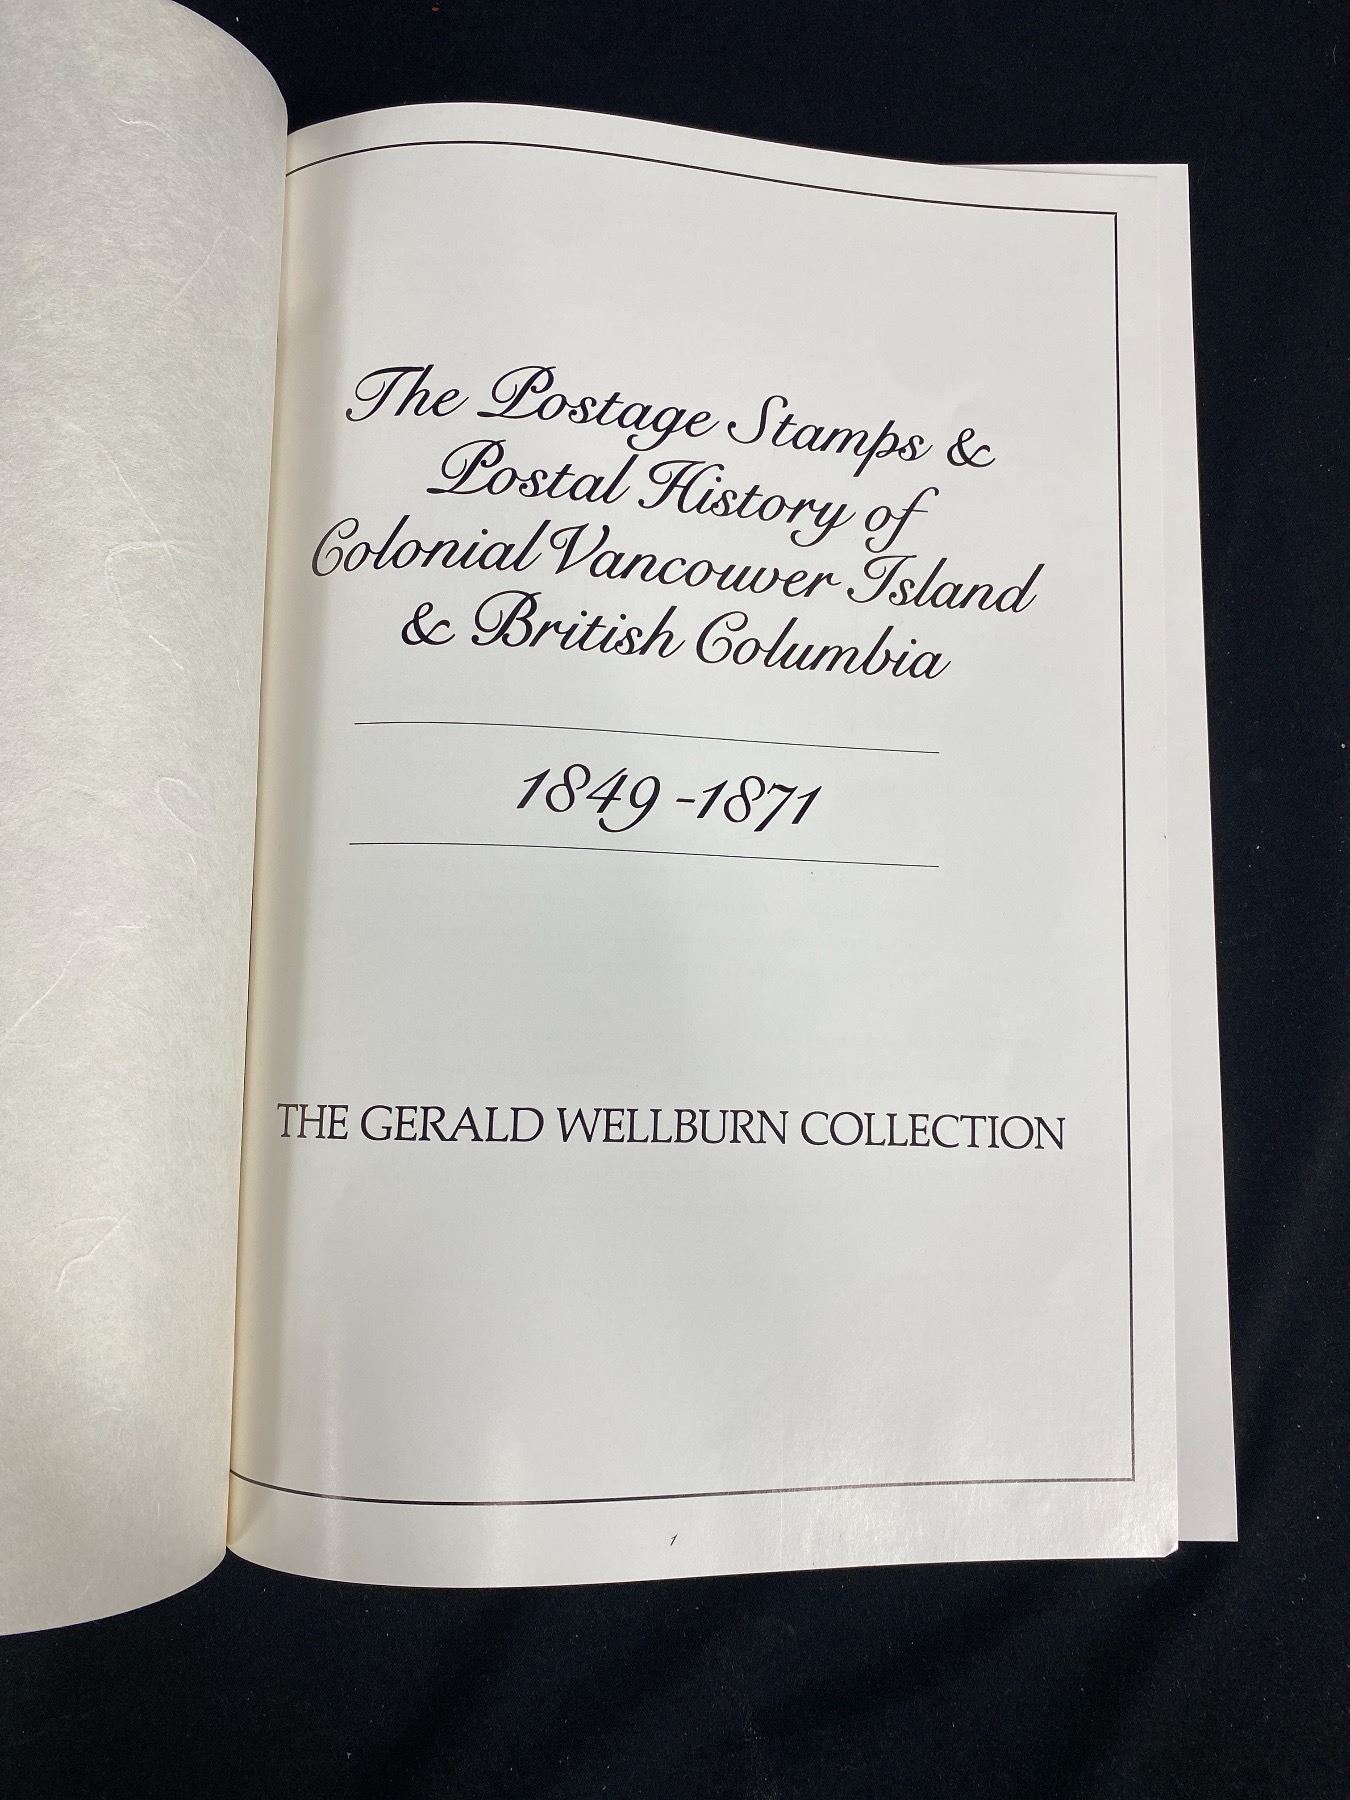 The Postage Stamps &
Postal History of
Colonial Vancouver Island
& British Columbia
1849 - 1871
THE GERALD WELLBURN COLLECTION
1